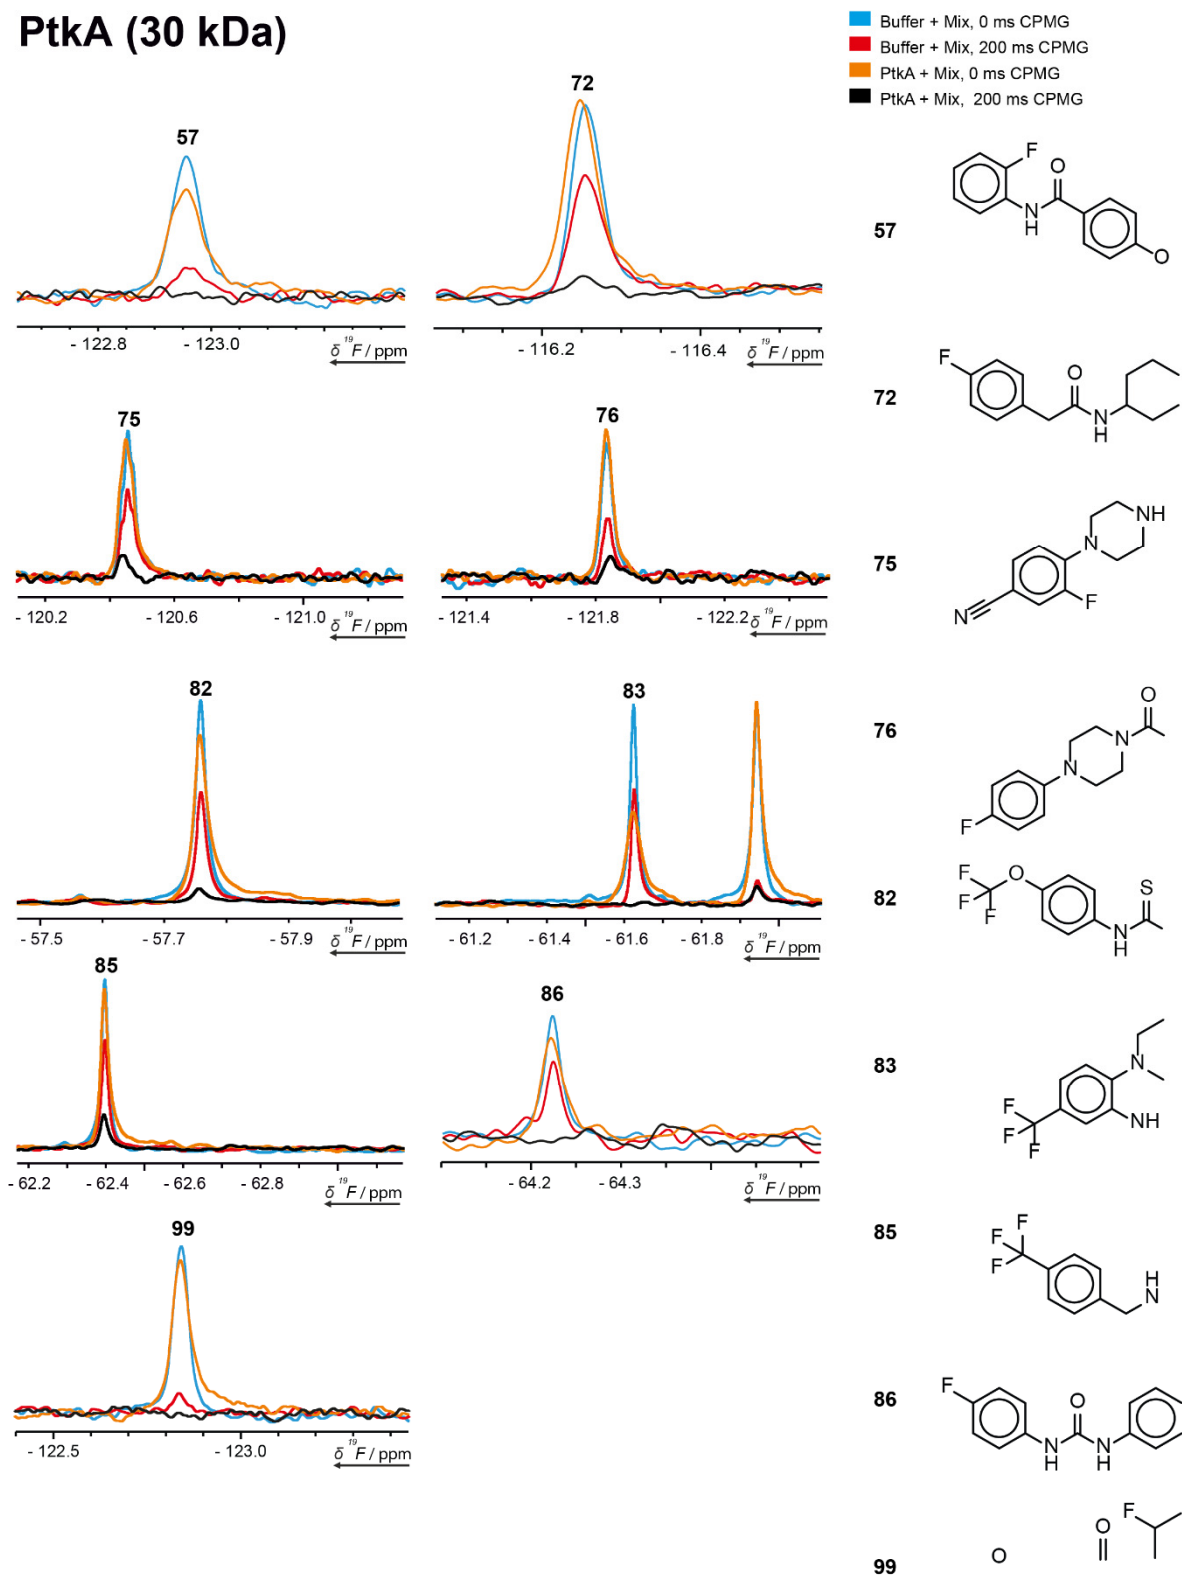 PtkA (30 kDa)
Buffer + Mix, 0 ms CPMG
Buffer + Mix, 200 ms CPMG
PtkA + Mix, 0 ms CPMG
PtkA + Mix, 200 ms CPMG
57
72
- 122.8 - 123.0
δ ¹⁹F / ppm
- 116.2 - 116.4
δ ¹⁹F / ppm
57
F
O
N
H
O
75
76
- 120.2 - 120.6 - 121.0
δ ¹⁹F / ppm
- 121.4 - 121.8 - 122.2
δ ¹⁹F / ppm
72
F
O
N
H
75
NH
N
F
N
82
83
- 57.5 - 57.7 - 57.9
δ ¹⁹F / ppm
- 61.2 - 61.4 - 61.6 - 61.8
δ ¹⁹F / ppm
76
O
N
N
F
82
F
O
F
F
S
N
H
85
86
- 62.2 - 62.4 - 62.6 - 62.8
δ ¹⁹F / ppm
- 64.2 - 64.3
δ ¹⁹F / ppm
83
N
F
F
F
NH
99
- 122.5 - 123.0
δ ¹⁹F / ppm
85
F
F
F
H
N
86
F
O
N
H
N
H
99
O
O
F